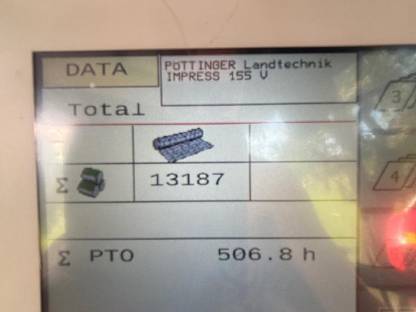 DATA
PÖTTINGER Landtechnik
IMPRESS 155 V
Total
Σ 13187
Σ PTO 506.8 h
3
4